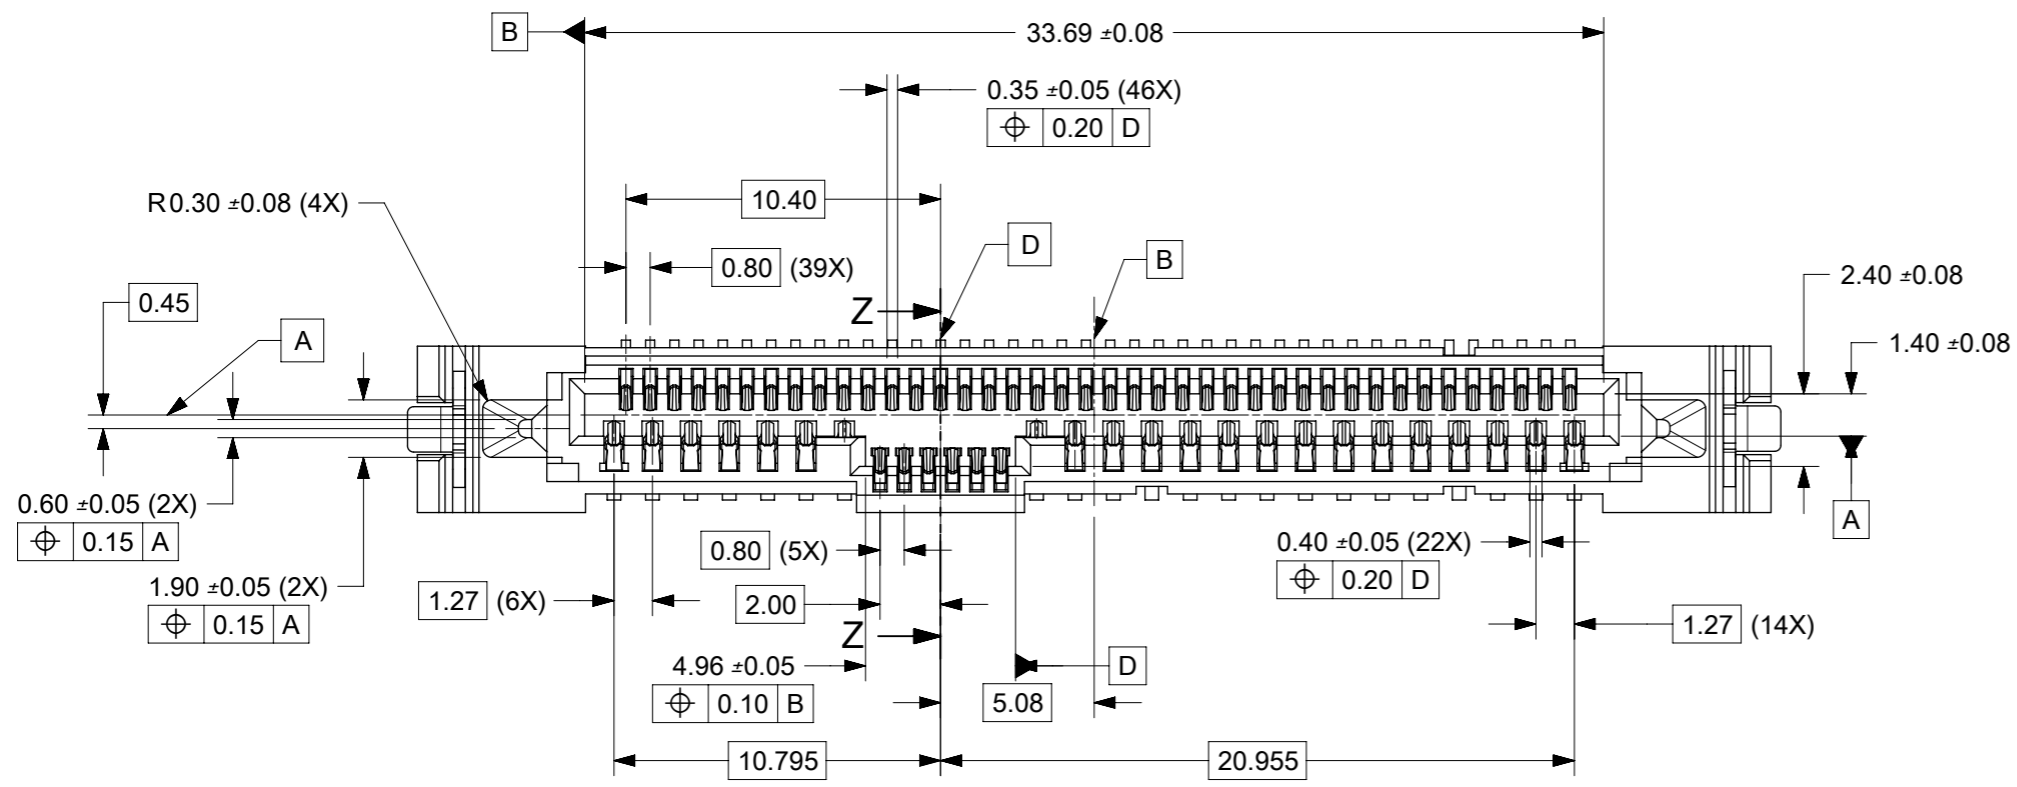 B
33.69 ±0.08
0.35 ±0.05 (46X)
⌖ 0.20 D
10.40
R0.30 ±0.08 (4X)
D
B
0.80 (39X)
2.40 ±0.08
0.45
Z
A
1.40 ±0.08
0.60 ±0.05 (2X)
⌖ 0.15 A
A
0.80 (5X)
0.40 ±0.05 (22X)
⌖ 0.20 D
1.90 ±0.05 (2X)
⌖ 0.15 A
1.27 (6X)
2.00
1.27 (14X)
Z
4.96 ±0.05
⌖ 0.10 B
D
5.08
10.795
20.955